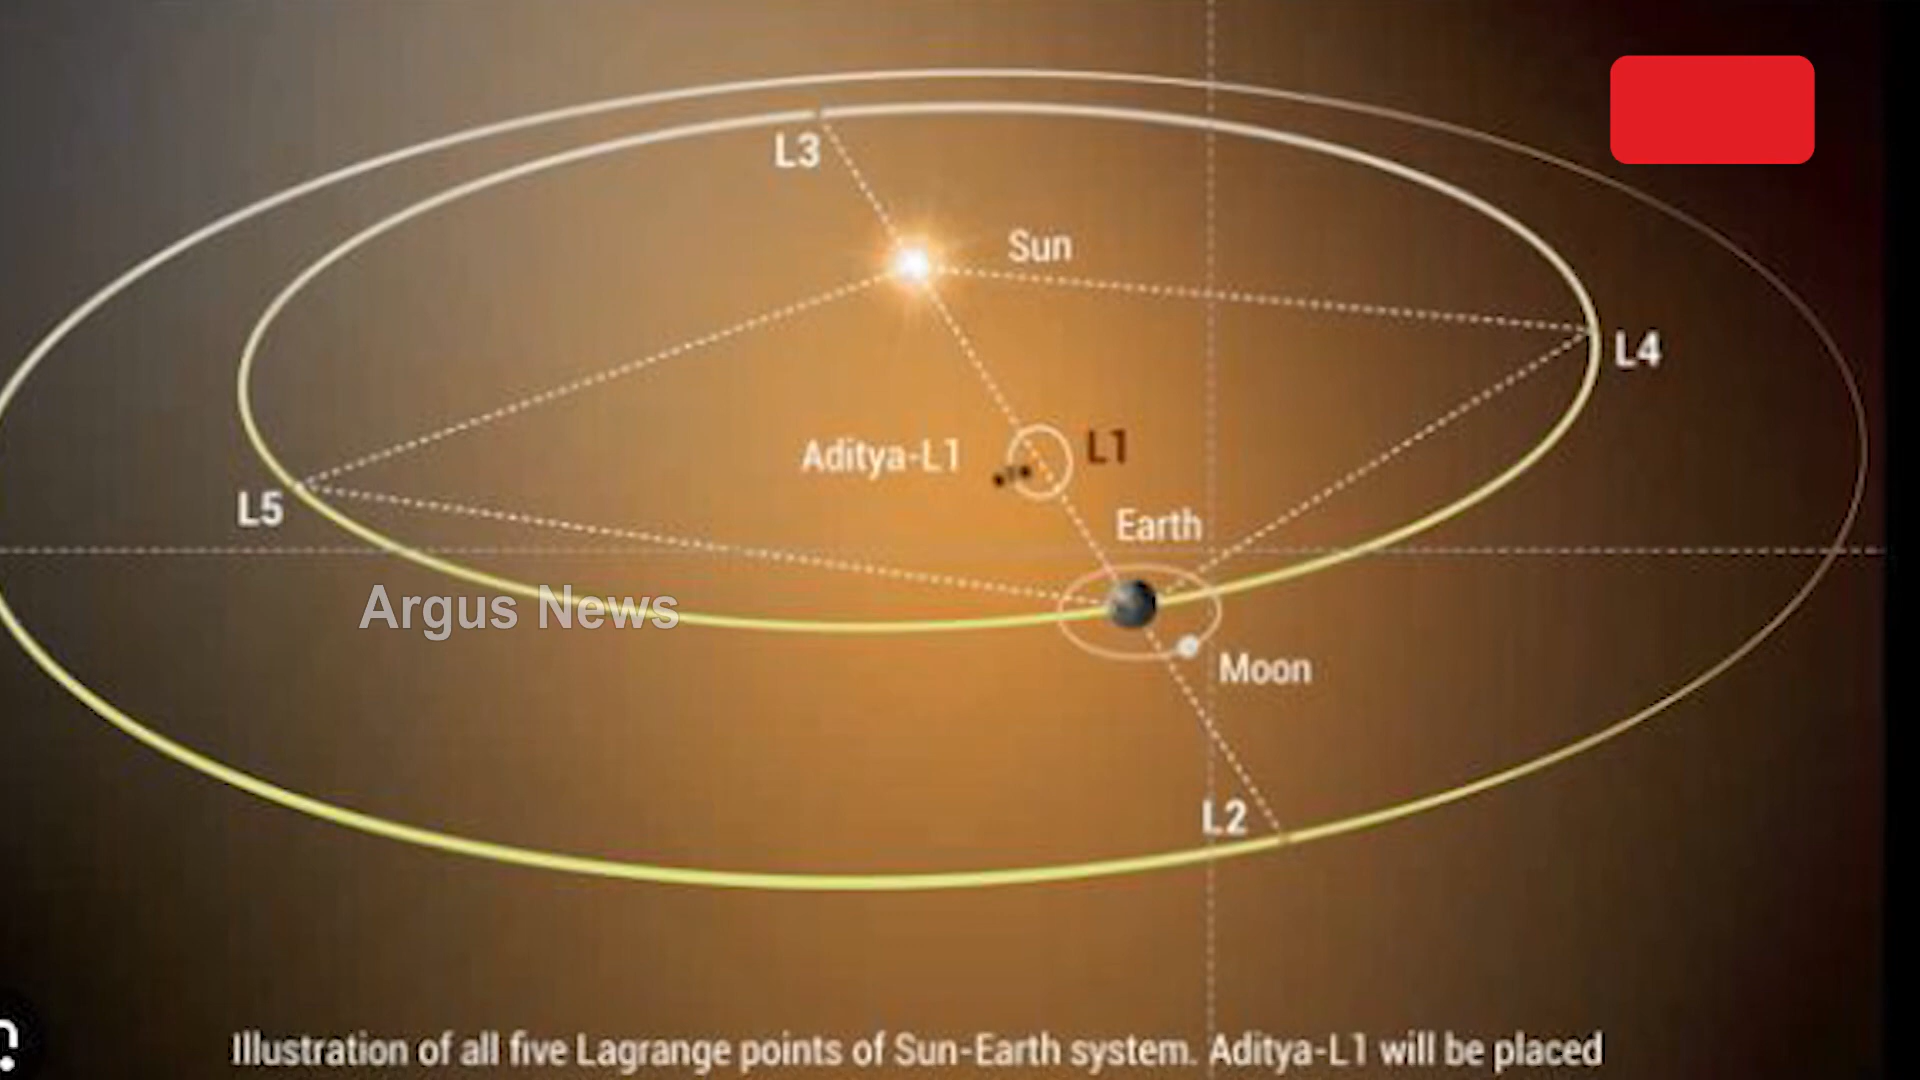 L3
Sun
L4
Aditya-L1
L1
L5
Earth
Argus News
Moon
L2
Illustration of all five Lagrange points of Sun-Earth system. Aditya-L1 will be placed